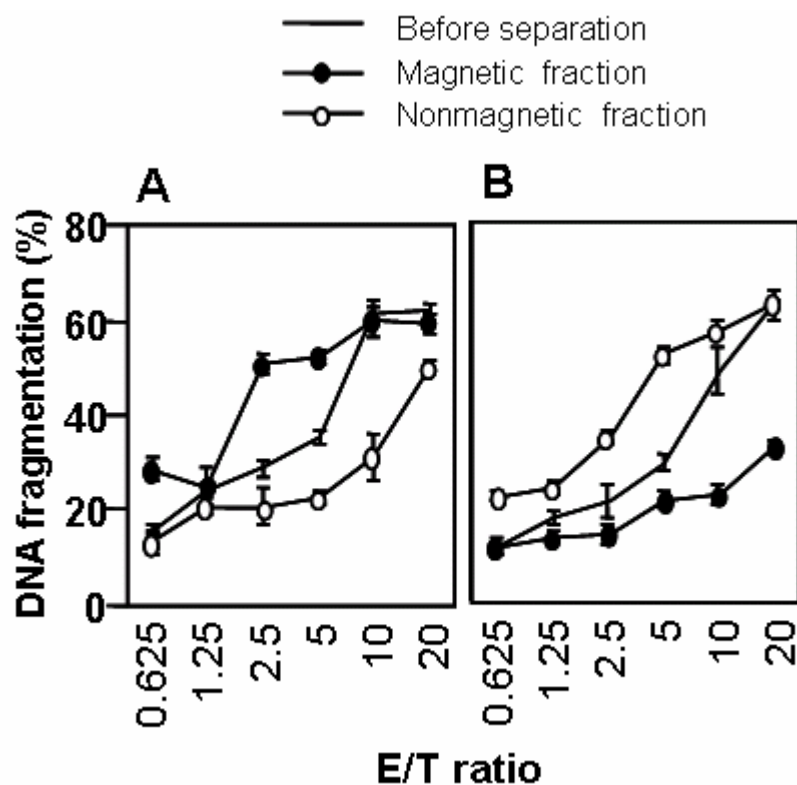 Before separation
Magnetic fraction
Nonmagnetic fraction
A
B
DNA fragmentation (%)
80
60
40
20
0
0.625
1.25
2.5
5
10
20
0.625
1.25
2.5
5
10
20
E/T ratio